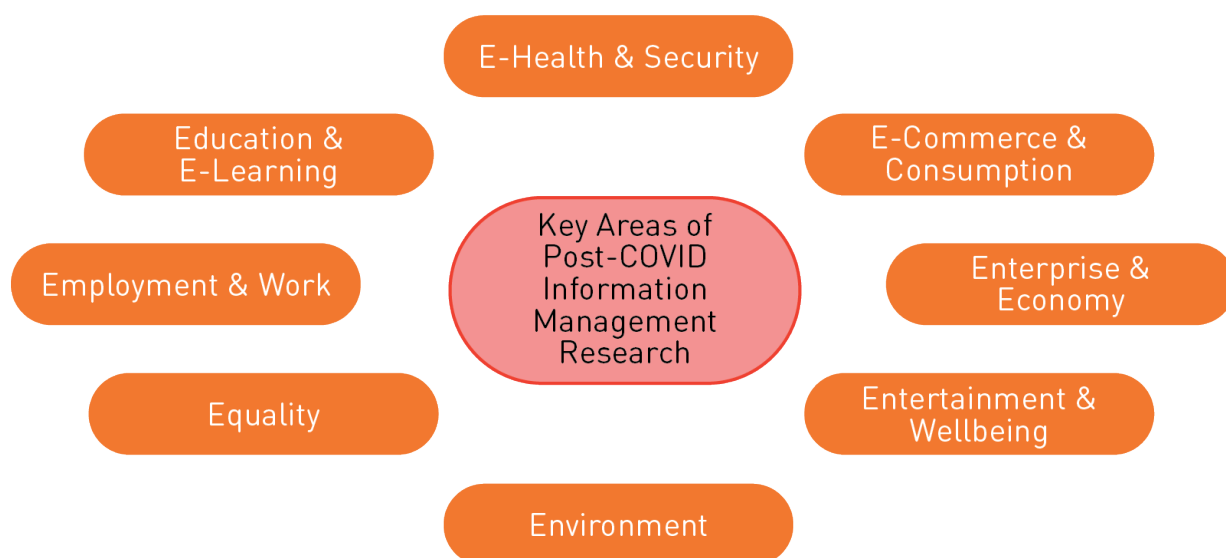 E-Health & Security
Education &
E-Learning
E-Commerce &
Consumption
Key Areas of
Post-COVID
Information
Management
Research
Employment & Work
Enterprise &
Economy
Equality
Entertainment &
Wellbeing
Environment